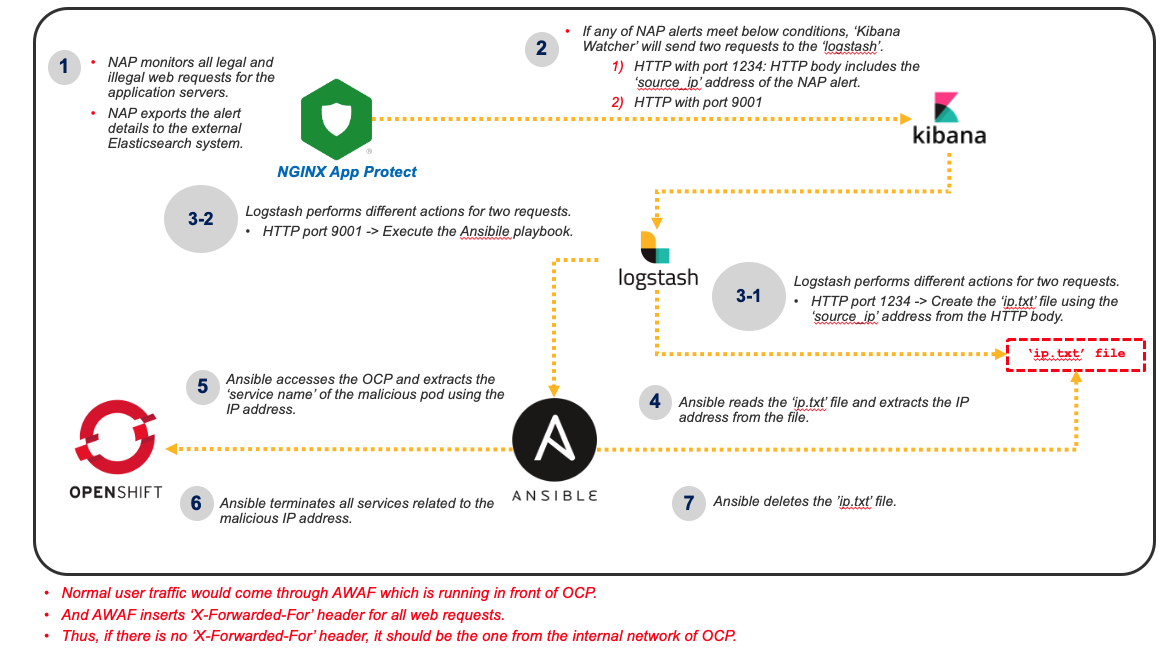 1
• NAP monitors all legal and
illegal web requests for the
application servers.
• NAP exports the alert
details to the external
Elasticsearch system.
NGINX App Protect
®
2
• If any of NAP alerts meet below conditions, ‘Kibana
Watcher’ will send two requests to the ‘logstash’.
1) HTTP with port 1234: HTTP body includes the
‘source_ip’ address of the NAP alert.
2) HTTP with port 9001
kibana
3-2
Logstash performs different actions for two requests.
• HTTP port 9001 -> Execute the Ansibile playbook.
logstash
3-1
Logstash performs different actions for two requests.
• HTTP port 1234 -> Create the ‘ip.txt’ file using the
‘source_ip’ address from the HTTP body.
‘ip.txt’ file
5
Ansible accesses the OCP and extracts the
‘service name’ of the malicious pod using the
IP address.
4
Ansible reads the ‘ip.txt’ file and extracts the IP
address from the file.
OPENSHIFT
ANSIBLE
6
Ansible terminates all services related to the
malicious IP address.
7
Ansible deletes the ’ip.txt’ file.
• Normal user traffic would come through AWAF which is running in front of OCP.
• And AWAF inserts ‘X-Forwarded-For’ header for all web requests.
• Thus, if there is no ‘X-Forwarded-For’ header, it should be the one from the internal network of OCP.